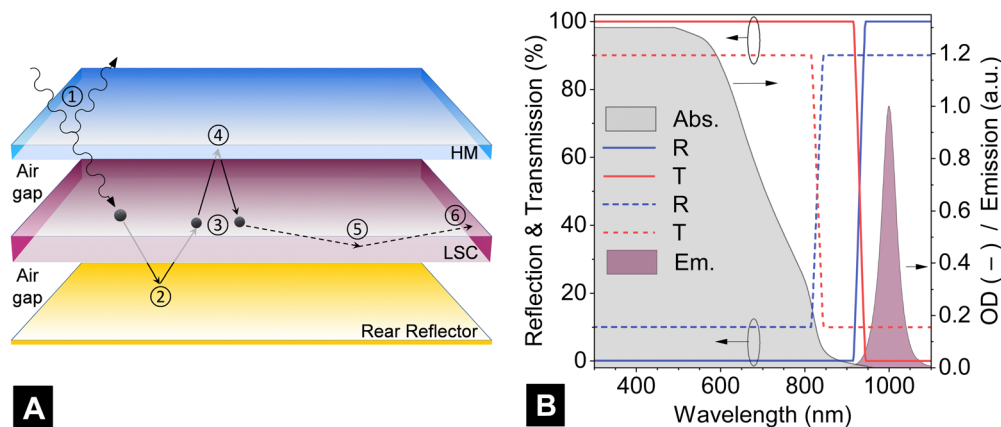 ①
④
HM
Air
gap
③
⑤
⑥
LSC
Air
gap
②
Rear Reflector
A
Reflection & Transmission (%)
100
80
60
40
20
0
Abs.
R
T
R
T
Em.
1.2
1.0
0.8
0.6
0.4
0.2
0.0
OD (–) / Emission (a.u.)
400 600 800 1000
Wavelength (nm)
B